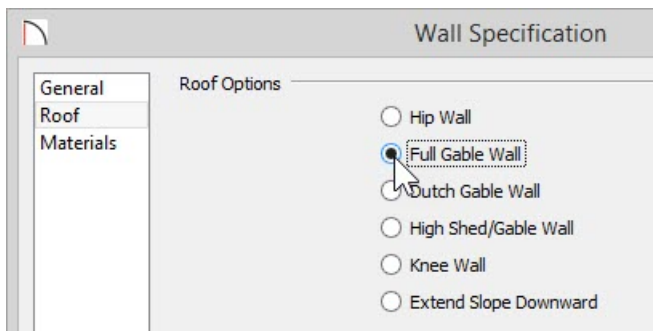 Wall Specification
General
Roof
Materials
Roof Options
Hip Wall
Full Gable Wall
Dutch Gable Wall
High Shed/Gable Wall
Knee Wall
Extend Slope Downward